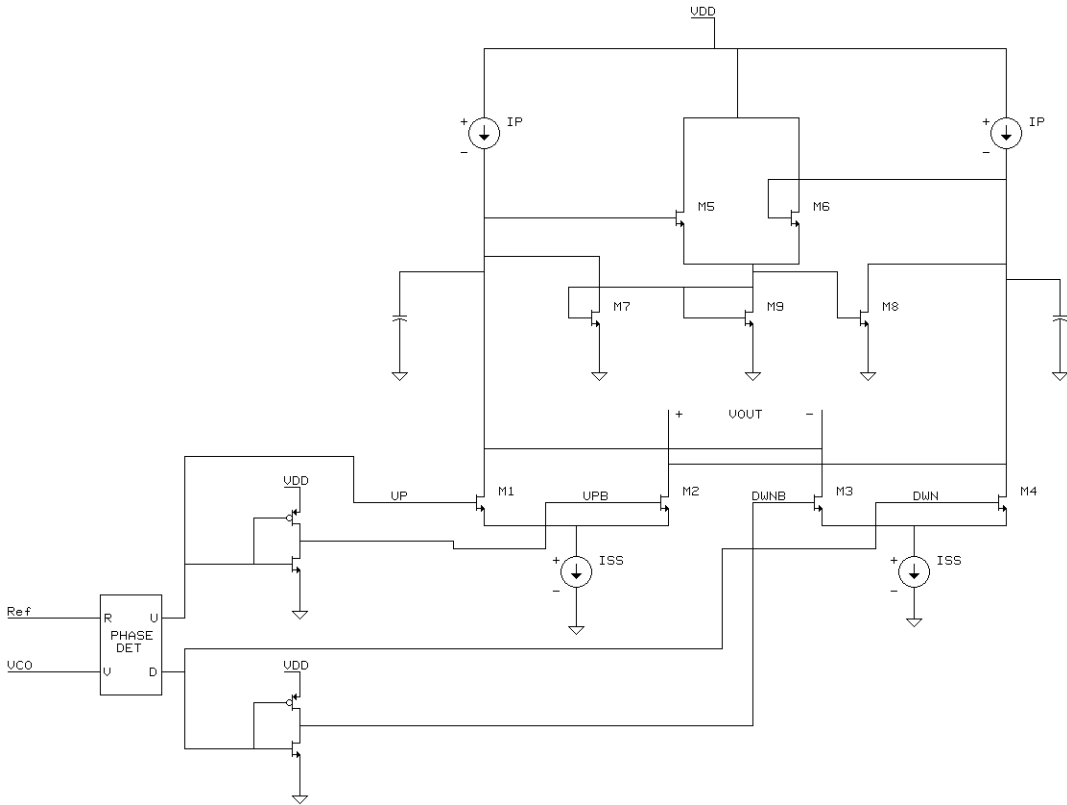 VDD
+ IP
-
+ IP
-
M5
M6
M7
M9
M8
+ VOUT -
VDD
UP
M1
UPB
M2
DWNB
M3
DWN
M4
+ ISS
-
+ ISS
-
Ref
R U
PHASE
DET
VCO
V D
VDD